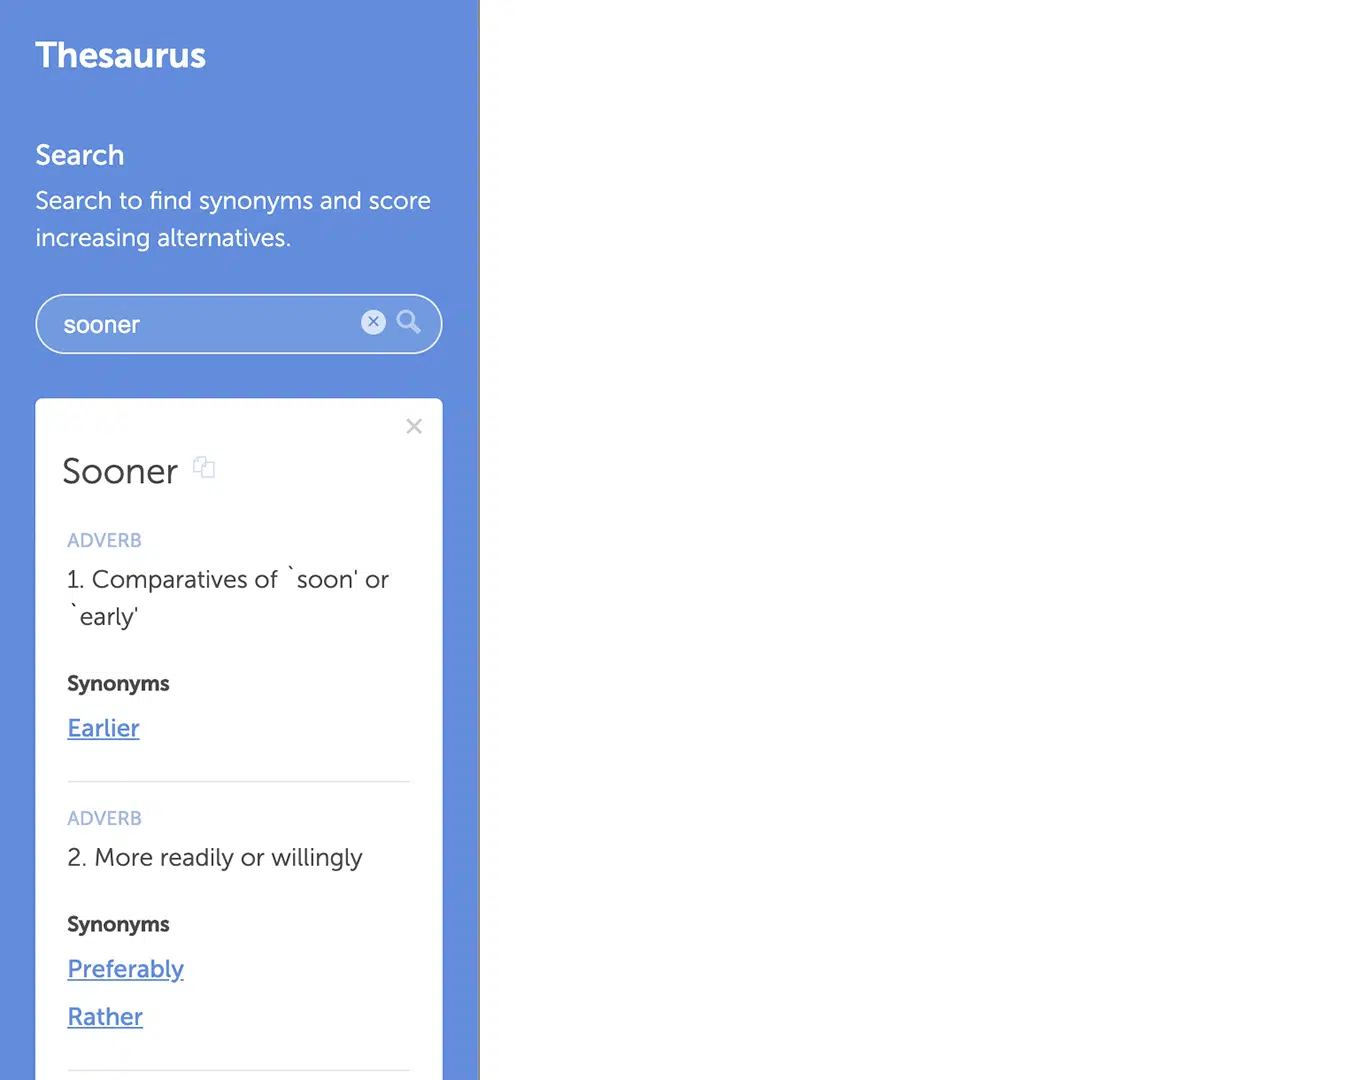 Thesaurus
Search
Search to find synonyms and score
increasing alternatives.
sooner
Sooner
ADVERB
1. Comparatives of `soon' or
`early'
Synonyms
Earlier
ADVERB
2. More readily or willingly
Synonyms
Preferably
Rather